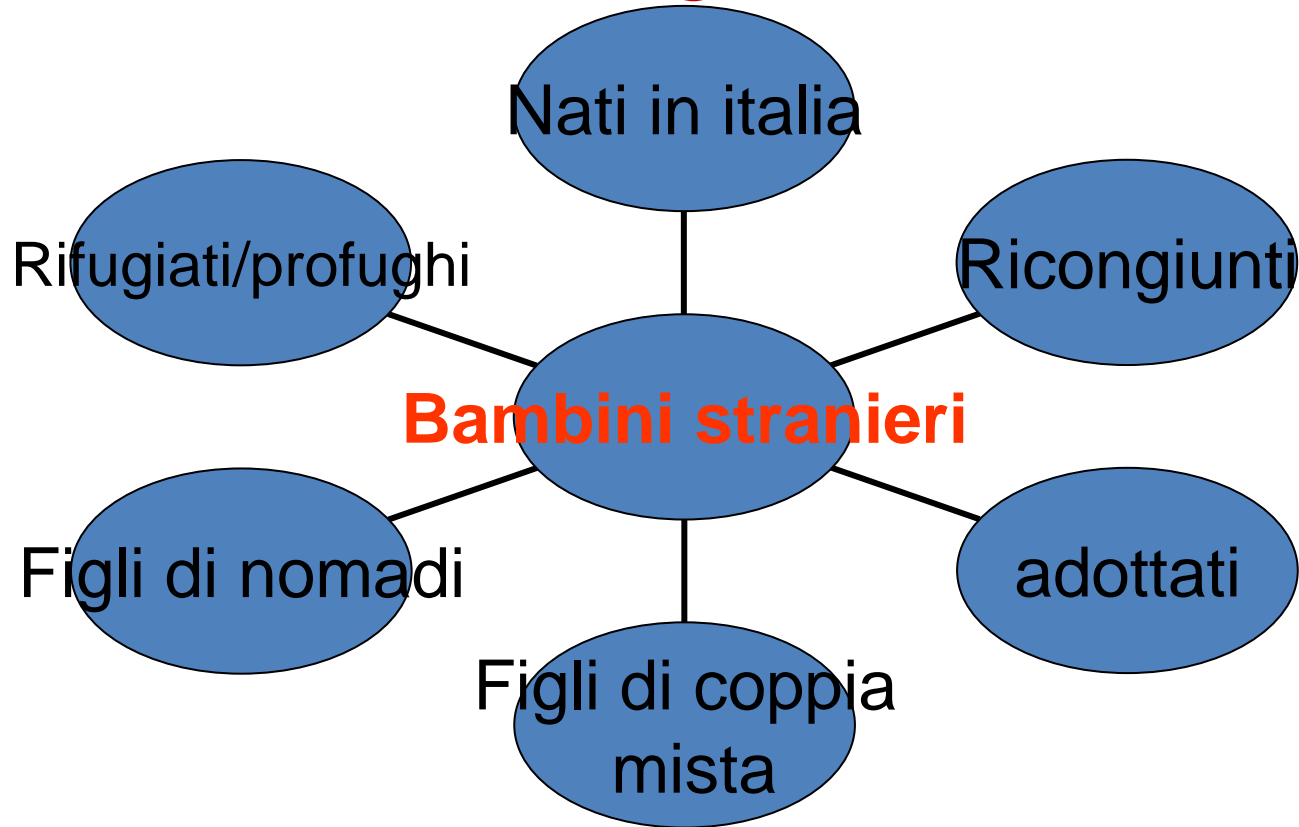 Nati in italia
Rifugiati/profughi
Ricongiunti
Bambini stranieri
Figli di nomadi
adottati
Figli di coppia
mista